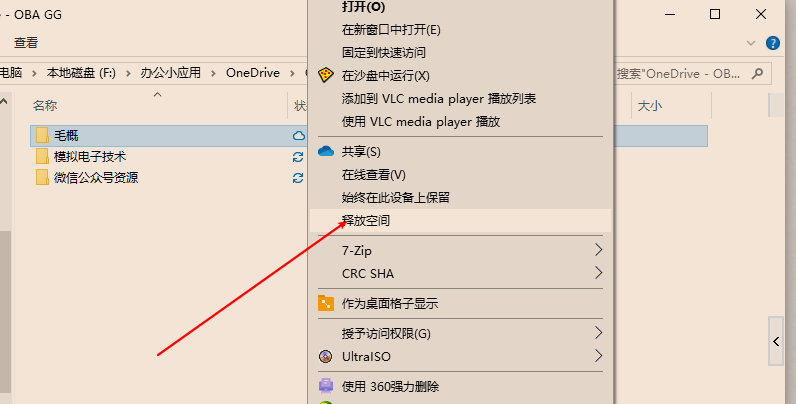 - OBA GG
查看
电脑 > 本地磁盘 (F:) > 办公小应用 > OneDrive >
搜索"OneDrive - OB...
名称
大小
毛概
模拟电子技术
微信公众号资源
打开(O)
在新窗口中打开(E)
固定到快速访问
在沙盘中运行(X)
添加到 VLC media player 播放列表
使用 VLC media player 播放
共享(S)
在线查看(V)
始终在此设备上保留
释放空间
7-Zip
CRC SHA
作为桌面格子显示
授予访问权限(G)
UltraISO
使用 360强力删除